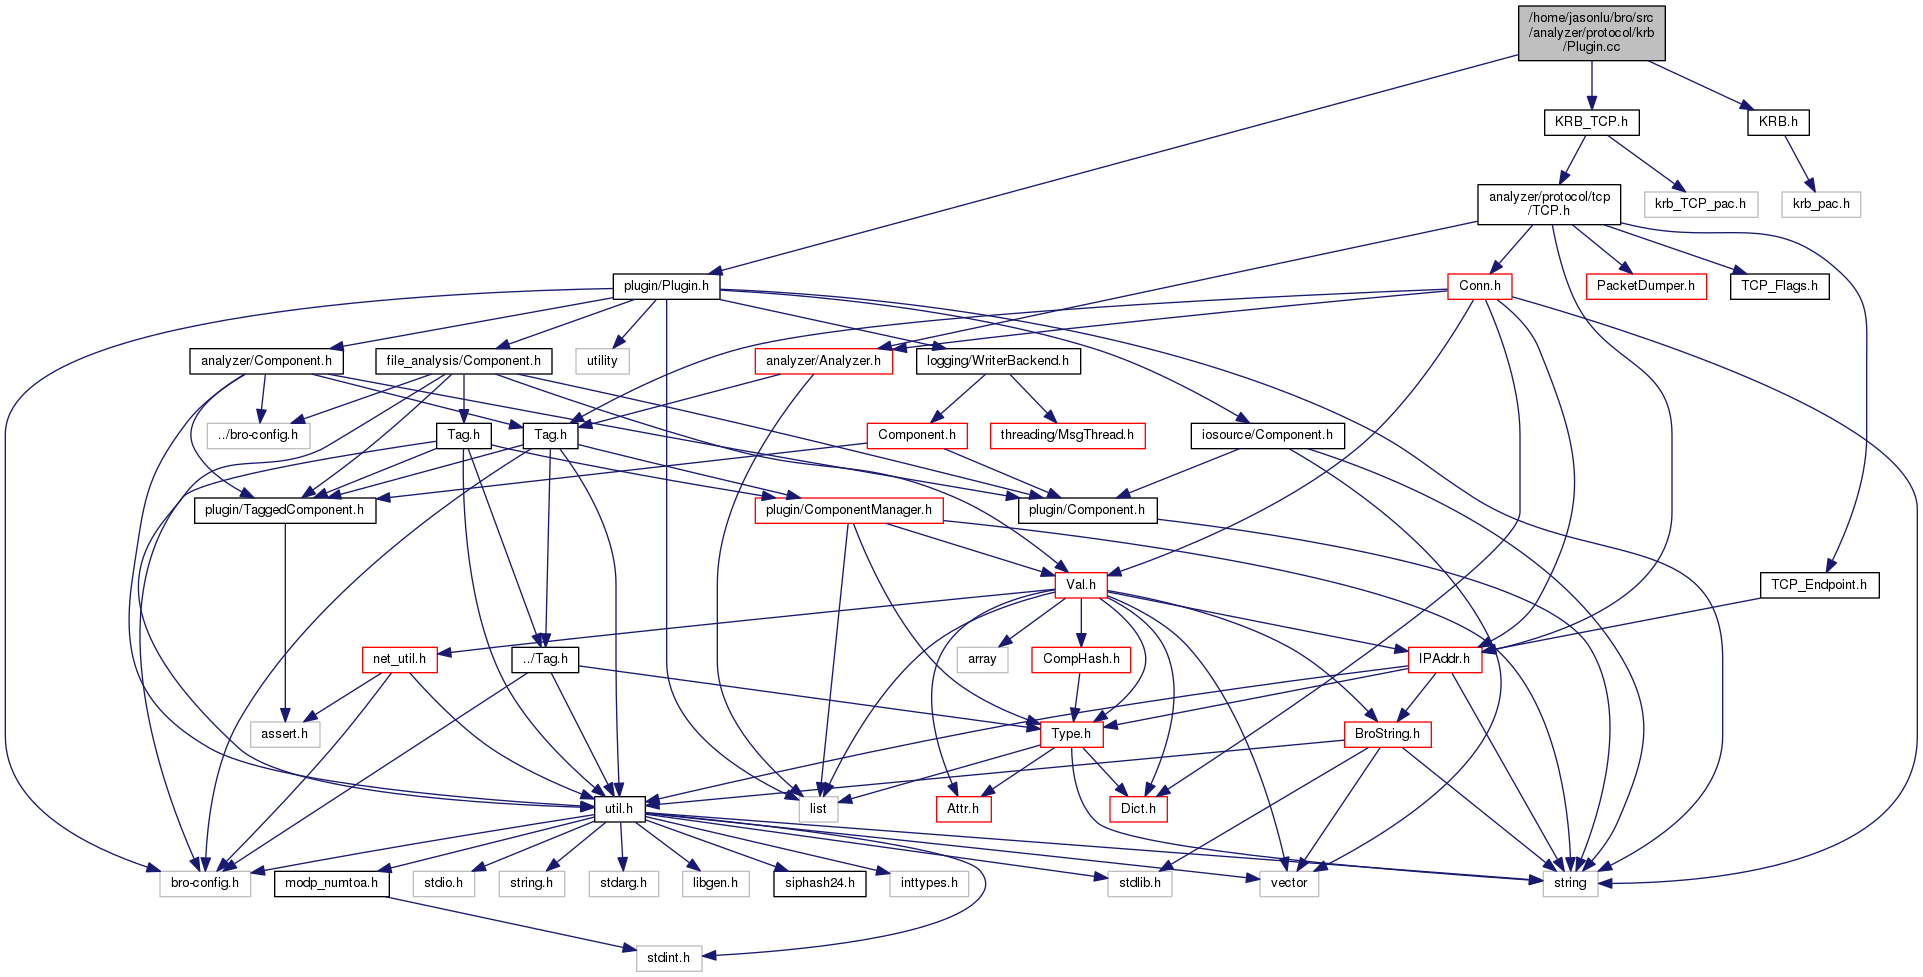 /home/jasonlu/bro/src
/analyzer/protocol/krb
/Plugin.cc
KRB_TCP.h
KRB.h
analyzer/protocol/tcp
/TCP.h
krb_TCP_pac.h
krb_pac.h
plugin/Plugin.h
Conn.h
PacketDumper.h
TCP_Flags.h
analyzer/Component.h
file_analysis/Component.h
utility
analyzer/Analyzer.h
logging/WriterBackend.h
../bro-config.h
Tag.h
Tag.h
Component.h
threading/MsgThread.h
iosource/Component.h
plugin/TaggedComponent.h
plugin/ComponentManager.h
plugin/Component.h
Val.h
TCP_Endpoint.h
net_util.h
../Tag.h
array
CompHash.h
IPAddr.h
assert.h
Type.h
BroString.h
util.h
list
Attr.h
Dict.h
bro-config.h
modp_numtoa.h
stdio.h
string.h
stdarg.h
libgen.h
siphash24.h
inttypes.h
stdlib.h
vector
string
stdint.h